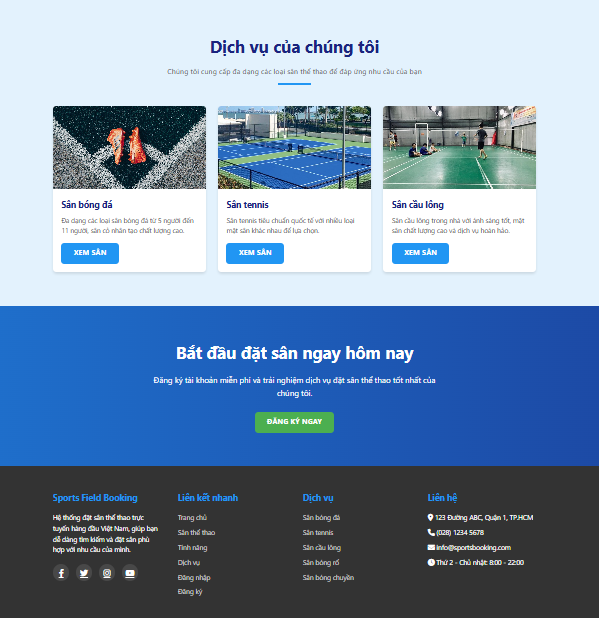 Dịch vụ của chúng tôi
Chúng tôi cung cấp đa dạng các loại sân thể thao để đáp ứng nhu cầu của bạn
Sân bóng đá
Đa dạng các loại sân bóng đá từ 5 người đến
11 người, sân cỏ nhân tạo chất lượng cao.
XEM SÂN
Sân tennis
Sân tennis tiêu chuẩn quốc tế với nhiều loại
mặt sân khác nhau để lựa chọn.
XEM SÂN
Sân cầu lông
Sân cầu lông trong nhà với ánh sáng tốt, mặt
sân chất lượng cao và dịch vụ hoàn hảo.
XEM SÂN
Bắt đầu đặt sân ngay hôm nay
Đăng ký tài khoản miễn phí và trải nghiệm dịch vụ đặt sân thể thao tốt nhất của
chúng tôi.
ĐĂNG KÝ NGAY
Sports Field Booking
Hệ thống đặt sân thể thao trực
tuyến hàng đầu Việt Nam, giúp bạn
dễ dàng tìm kiếm và đặt sân phù
hợp với nhu cầu của mình.
Liên kết nhanh
Trang chủ
Sân thể thao
Tính năng
Dịch vụ
Đăng nhập
Đăng ký
Dịch vụ
Sân bóng đá
Sân tennis
Sân cầu lông
Sân bóng rổ
Sân bóng chuyền
Liên hệ
123 Đường ABC, Quận 1, TP.HCM
(028) 1234 5678
info@sportsbooking.com
Thứ 2 - Chủ nhật: 8:00 - 22:00